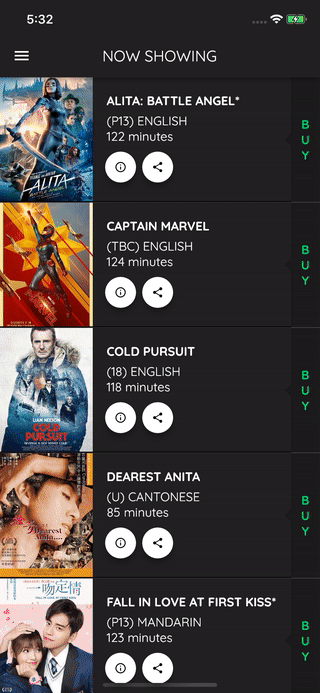 5:32
NOW SHOWING
ALITA: BATTLE ANGEL*
(P13) ENGLISH
122 minutes
BUY
ALITA
CAPTAIN MARVEL
(TBC) ENGLISH
124 minutes
BUY
COLD PURSUIT
(18) ENGLISH
118 minutes
BUY
LIAM NEESON
COLD
PURSUIT
DEAREST ANITA
(U) CANTONESE
85 minutes
BUY
Dearest
Anita....
FALL IN LOVE AT FIRST KISS*
(P13) MANDARIN
123 minutes
BUY
一吻定情